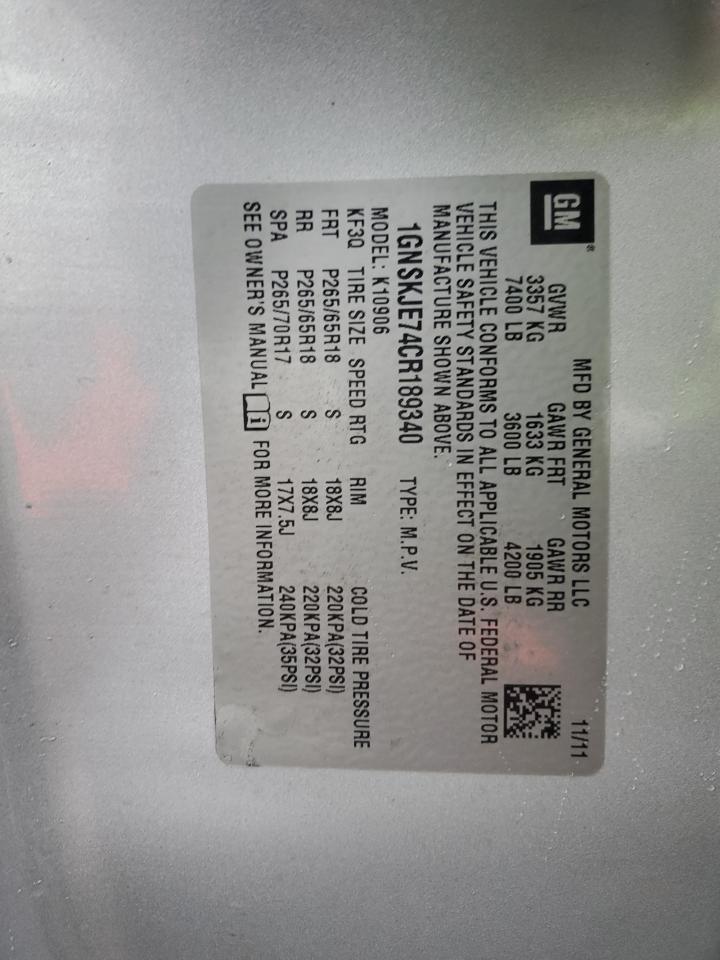 GM®
MFD BY GENERAL MOTORS LLC 11/11
GVWR GAWR FRT GAWR RR
3357 KG 1633 KG 1905 KG
7400 LB 3600 LB 4200 LB
THIS VEHICLE CONFORMS TO ALL APPLICABLE U.S. FEDERAL MOTOR
VEHICLE SAFETY STANDARDS IN EFFECT ON THE DATE OF
MANUFACTURE SHOWN ABOVE.
1GNSKJE74CR189340 TYPE: M.P.V.
MODEL: K10906
KF3Q TIRE SIZE SPEED RTG RIM COLD TIRE PRESSURE
FRT P265/65R18 S 18X8J 220KPA(32PSI)
RR P265/65R18 S 18X8J 220KPA(32PSI)
SPA P265/70R17 S 17X7.5J 240KPA(35PSI)
SEE OWNER'S MANUAL i FOR MORE INFORMATION.